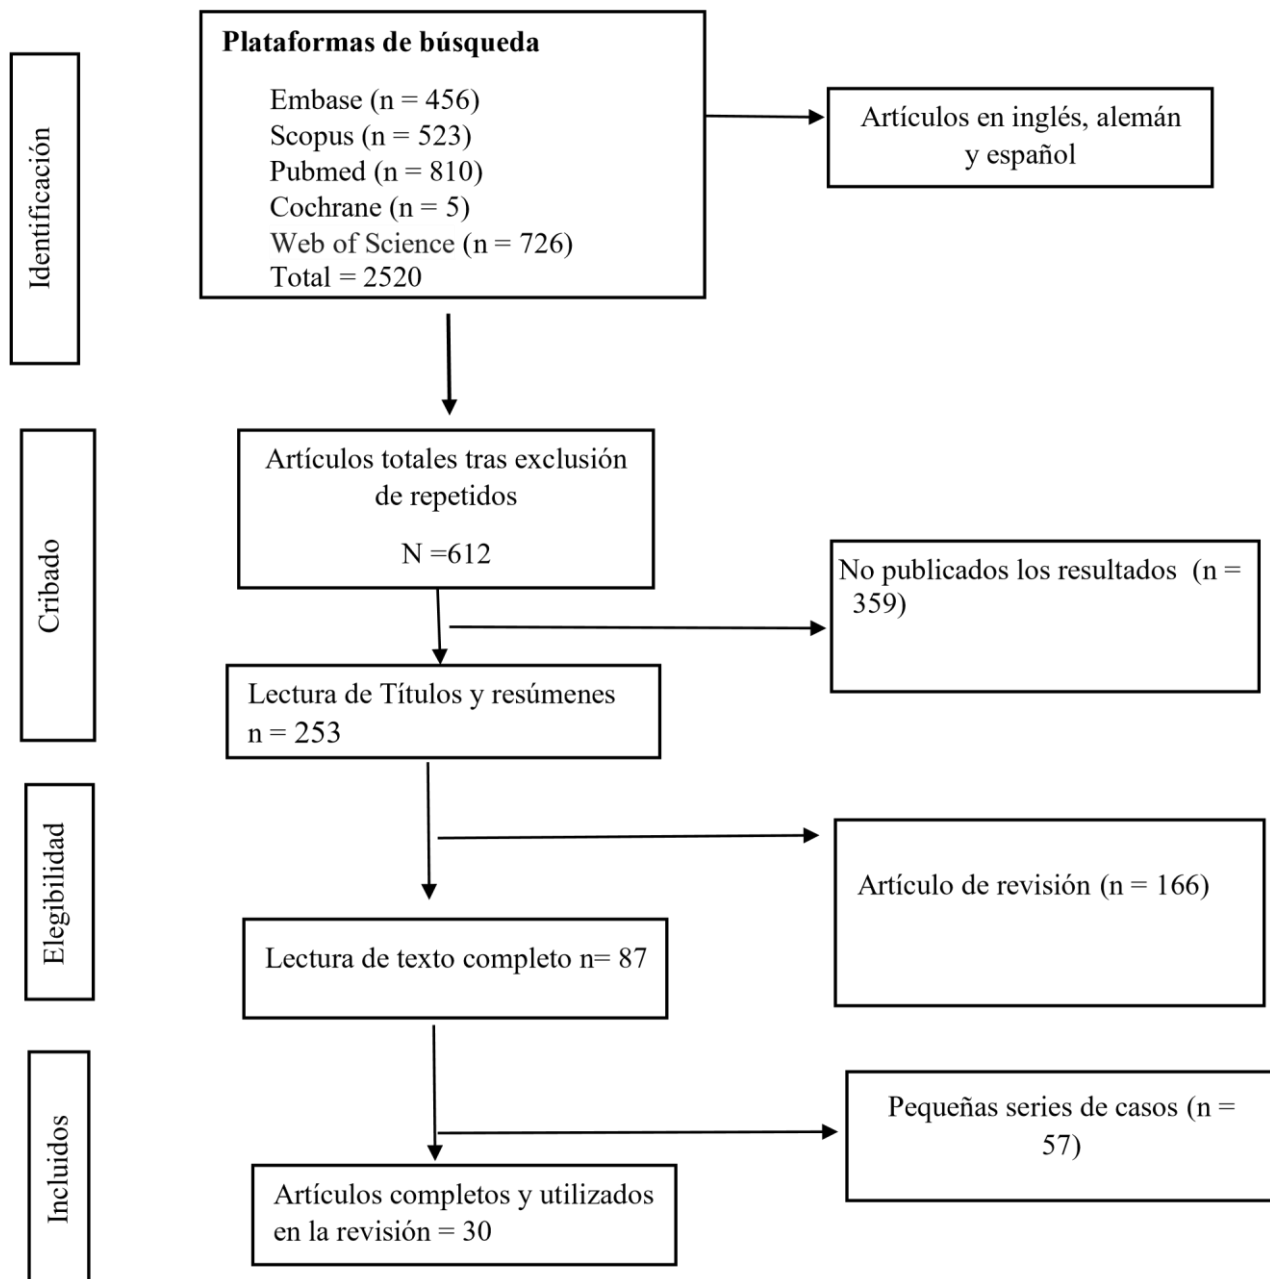 Identificación
Plataformas de búsqueda
Embase (n = 456)
Scopus (n = 523)
Pubmed (n = 810)
Cochrane (n = 5)
Web of Science (n = 726)
Total = 2520
Artículos en inglés, alemán
y español
Cribado
Artículos totales tras exclusión
de repetidos
N =612
No publicados los resultados (n =
359)
Lectura de Títulos y resúmenes
n = 253
Elegibilidad
Artículo de revisión (n = 166)
Lectura de texto completo n= 87
Incluidos
Pequeñas series de casos (n =
57)
Artículos completos y utilizados
en la revisión = 30